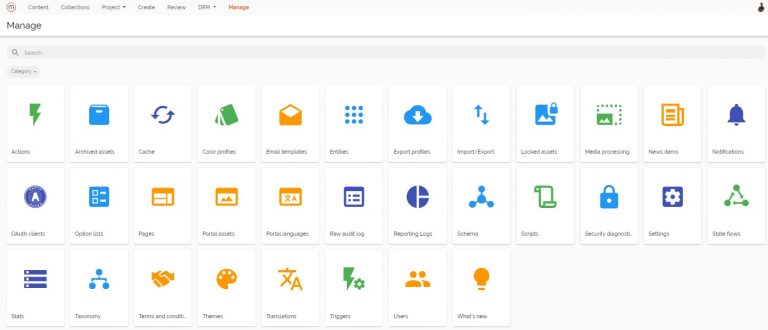 m Content Collections Project Create Review DRM Manage
Manage
Search
Category
Actions Archived assets Cache Color profiles Email templates Entities Export profiles Import/Export Locked assets Media processing News items Notifications
A
OAuth clients Option lists Pages Portal assets Portal languages Raw audit log Reporting Logs Schema Scripts Security diagnosti... Settings State flows
Stats Taxonomy Terms and conditi... Themes Translations Triggers Users What's new